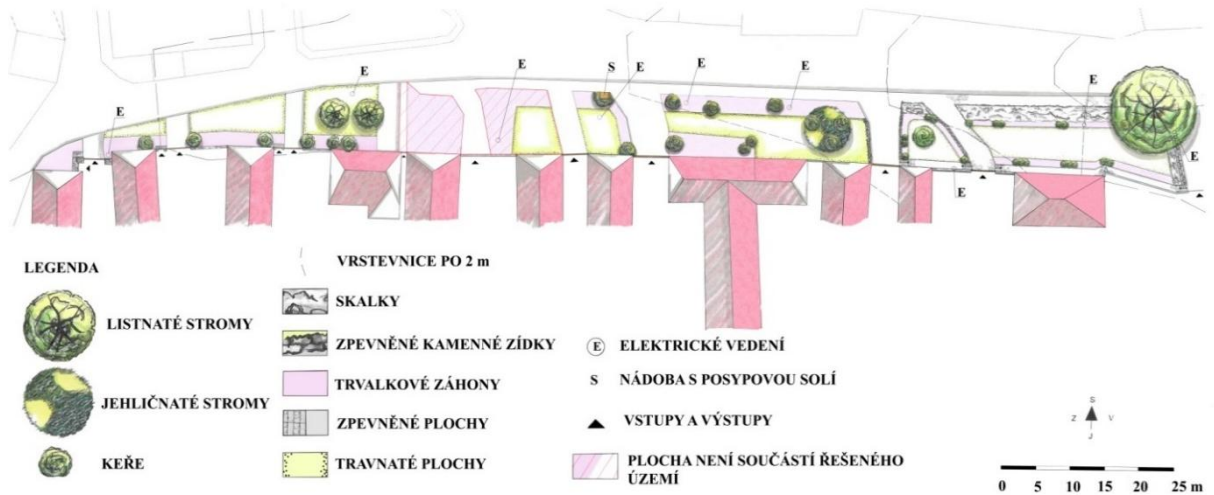 E
E
S
E
E
E
E
E
E
E
LEGENDA
LISTNATÉ STROMY
JEHLIČNATÉ STROMY
KEŘE
VRSTEVNICE PO 2 m
SKALKY
ZPEVNĚNÉ KAMENNÉ ZÍDKY
TRVALKOVÉ ZÁHONY
ZPEVNĚNÉ PLOCHY
TRAVNATÉ PLOCHY
E ELEKTRICKÉ VEDENÍ
S NÁDOBA S POSYPOVOU SOLÍ
VSTUPY A VÝSTUPY
PLOCHA NENÍ SOUČÁSTÍ ŘEŠENÉHO
ÚZEMÍ
S
Z V
J
0 5 10 15 20 25 m